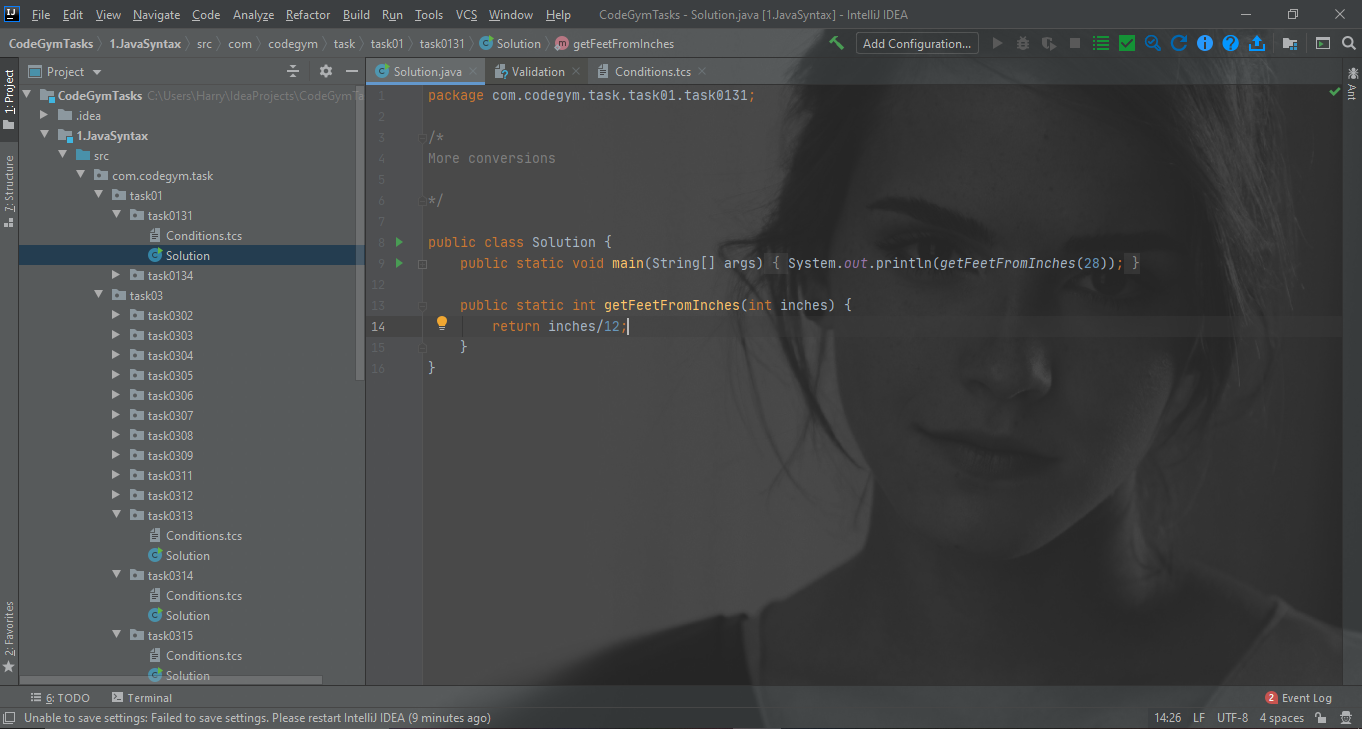 File Edit View Navigate Code Analyze Refactor Build Run Tools VCS Window Help CodeGymTasks - Solution.java [1.JavaSyntax] - IntelliJ IDEA
CodeGymTasks 1.JavaSyntax src com codegym task task01 task0131 Solution getFeetFromInches Add Configuration...
Project
Solution.java Validation Conditions.tcs
1: Project
7: Structure
2: Favorites
Ant
CodeGymTasks C:\Users\Harry\IdeaProjects\CodeGymTa
.idea
1.JavaSyntax
src
com.codegym.task
task01
task0131
Conditions.tcs
Solution
task0134
task03
task0302
task0303
task0304
task0305
task0306
task0307
task0308
task0309
task0311
task0312
task0313
Conditions.tcs
Solution
task0314
Conditions.tcs
Solution
task0315
Conditions.tcs
Solution
1 package com.codegym.task.task01.task0131;
2
3 /*
4 More conversions
5
6 */
7
8 public class Solution {
9 public static void main(String[] args) { System.out.println(getFeetFromInches(28)); }
12
13 public static int getFeetFromInches(int inches) {
14 return inches/12;
15 }
16 }
6: TODO Terminal 2 Event Log
Unable to save settings: Failed to save settings. Please restart IntelliJ IDEA (9 minutes ago) 14:26 LF UTF-8 4 spaces